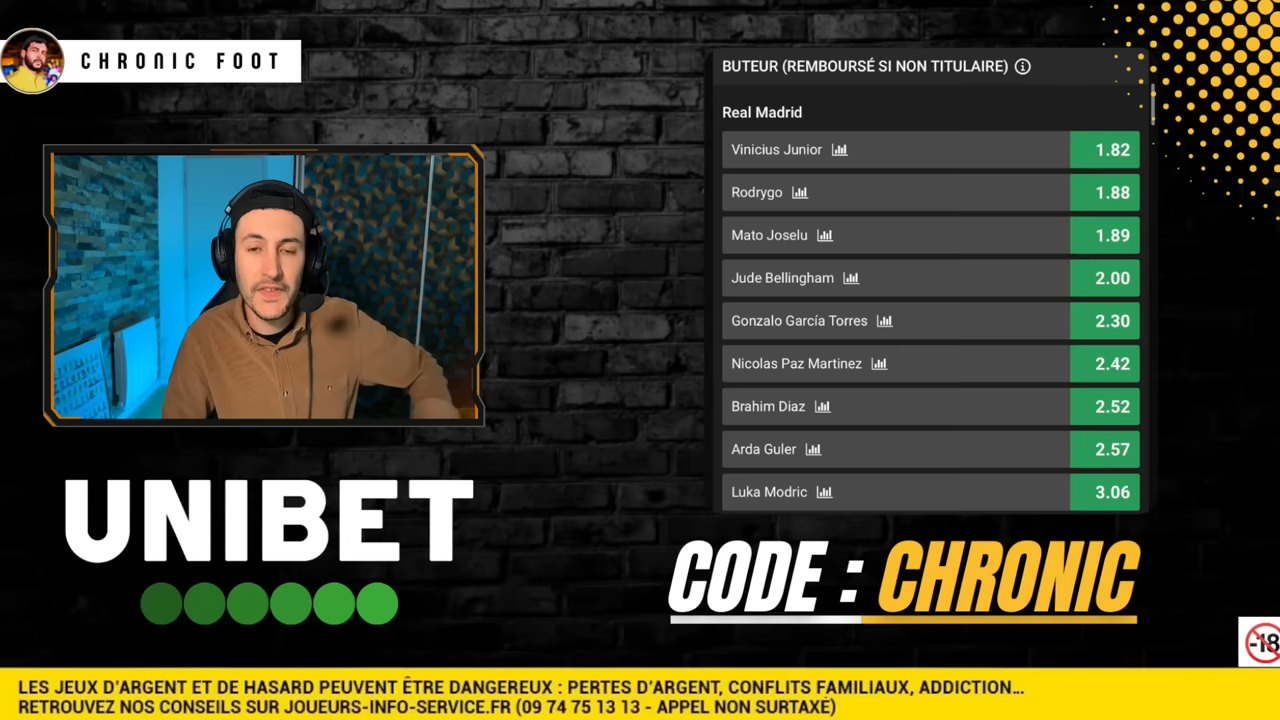 CHRONIC FOOT
BUTEUR (REMBOURSÉ SI NON TITULAIRE)
Real Madrid
Vinicius Junior 1.82
Rodrygo 1.88
Mato Joselu 1.89
Jude Bellingham 2.00
Gonzalo García Torres 2.30
Nicolas Paz Martinez 2.42
Brahim Diaz 2.52
Arda Guler 2.57
Luka Modric 3.06
UNIBET
CODE : CHRONIC
-18
LES JEUX D'ARGENT ET DE HASARD PEUVENT ÊTRE DANGEREUX : PERTES D'ARGENT, CONFLITS FAMILIAUX, ADDICTION...
RETROUVEZ NOS CONSEILS SUR JOUEURS-INFO-SERVICE.FR (09 74 75 13 13 - APPEL NON SURTAXÉ)